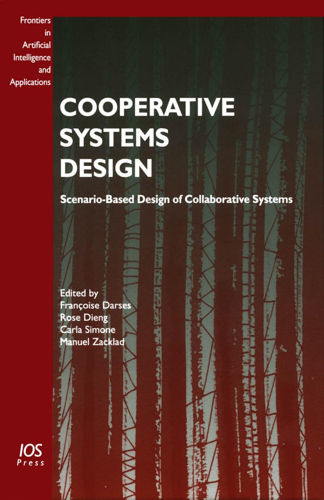 Frontiers
in
Artificial
Intelligence
and
Applications
COOPERATIVE
SYSTEMS
DESIGN
Scenario-Based Design of Collaborative Systems
Edited by
Françoise Darses
Rose Dieng
Carla Simone
Manuel Zacklad
IOS
Press